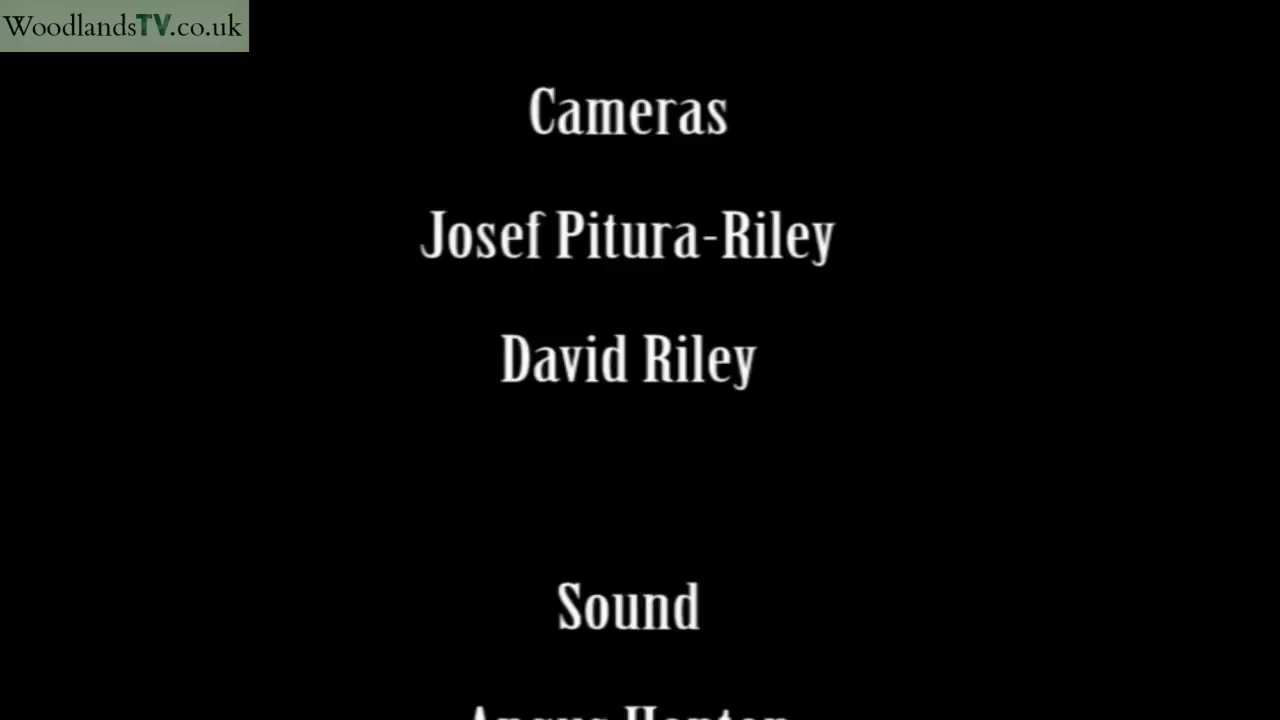 WoodlandsTV.co.uk
Cameras
Josef Pitura-Riley
David Riley
Sound